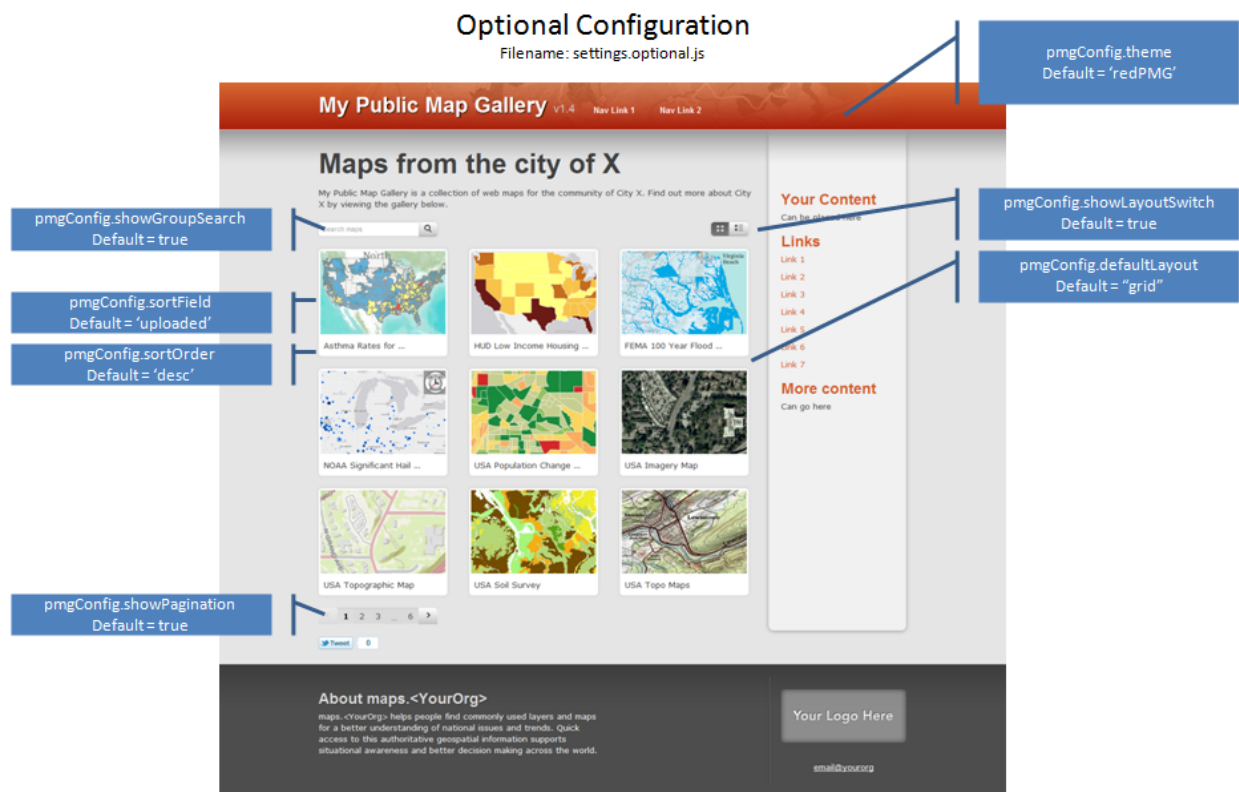 Optional Configuration
Filename: settings.optional.js
pmgConfig.theme
Default = ‘redPMG’
My Public Map Gallery v1.4 Nav Link 1 Nav Link 2
Maps from the city of X
My Public Map Gallery is a collection of web maps for the community of City X. Find out more about City
X by viewing the gallery below.
pmgConfig.showGroupSearch
Default = true
Search maps
pmgConfig.showLayoutSwitch
Default = true
pmgConfig.defaultLayout
Default = “grid”
pmgConfig.sortField
Default = ‘uploaded’
pmgConfig.sortOrder
Default = ‘desc’
North
Virginia
Beach
Asthma Rates for ...
HUD Low Income Housing ...
FEMA 100 Year Flood ...
NOAA Significant Hail ...
USA Population Change ...
USA Imagery Map
USA Topographic Map
USA Soil Survey
USA Topo Maps
pmgConfig.showPagination
Default = true
1 2 3 ... 6 >
Tweet 0
Your Content
Can be placed here
Links
Link 1
Link 2
Link 3
Link 4
Link 5
Link 6
Link 7
More content
Can go here
About maps.<YourOrg>
maps.<YourOrg> helps people find commonly used layers and maps
for a better understanding of national issues and trends. Quick
access to this authoritative geospatial information supports
situational awareness and better decision making across the world.
Your Logo Here
email@yourorg